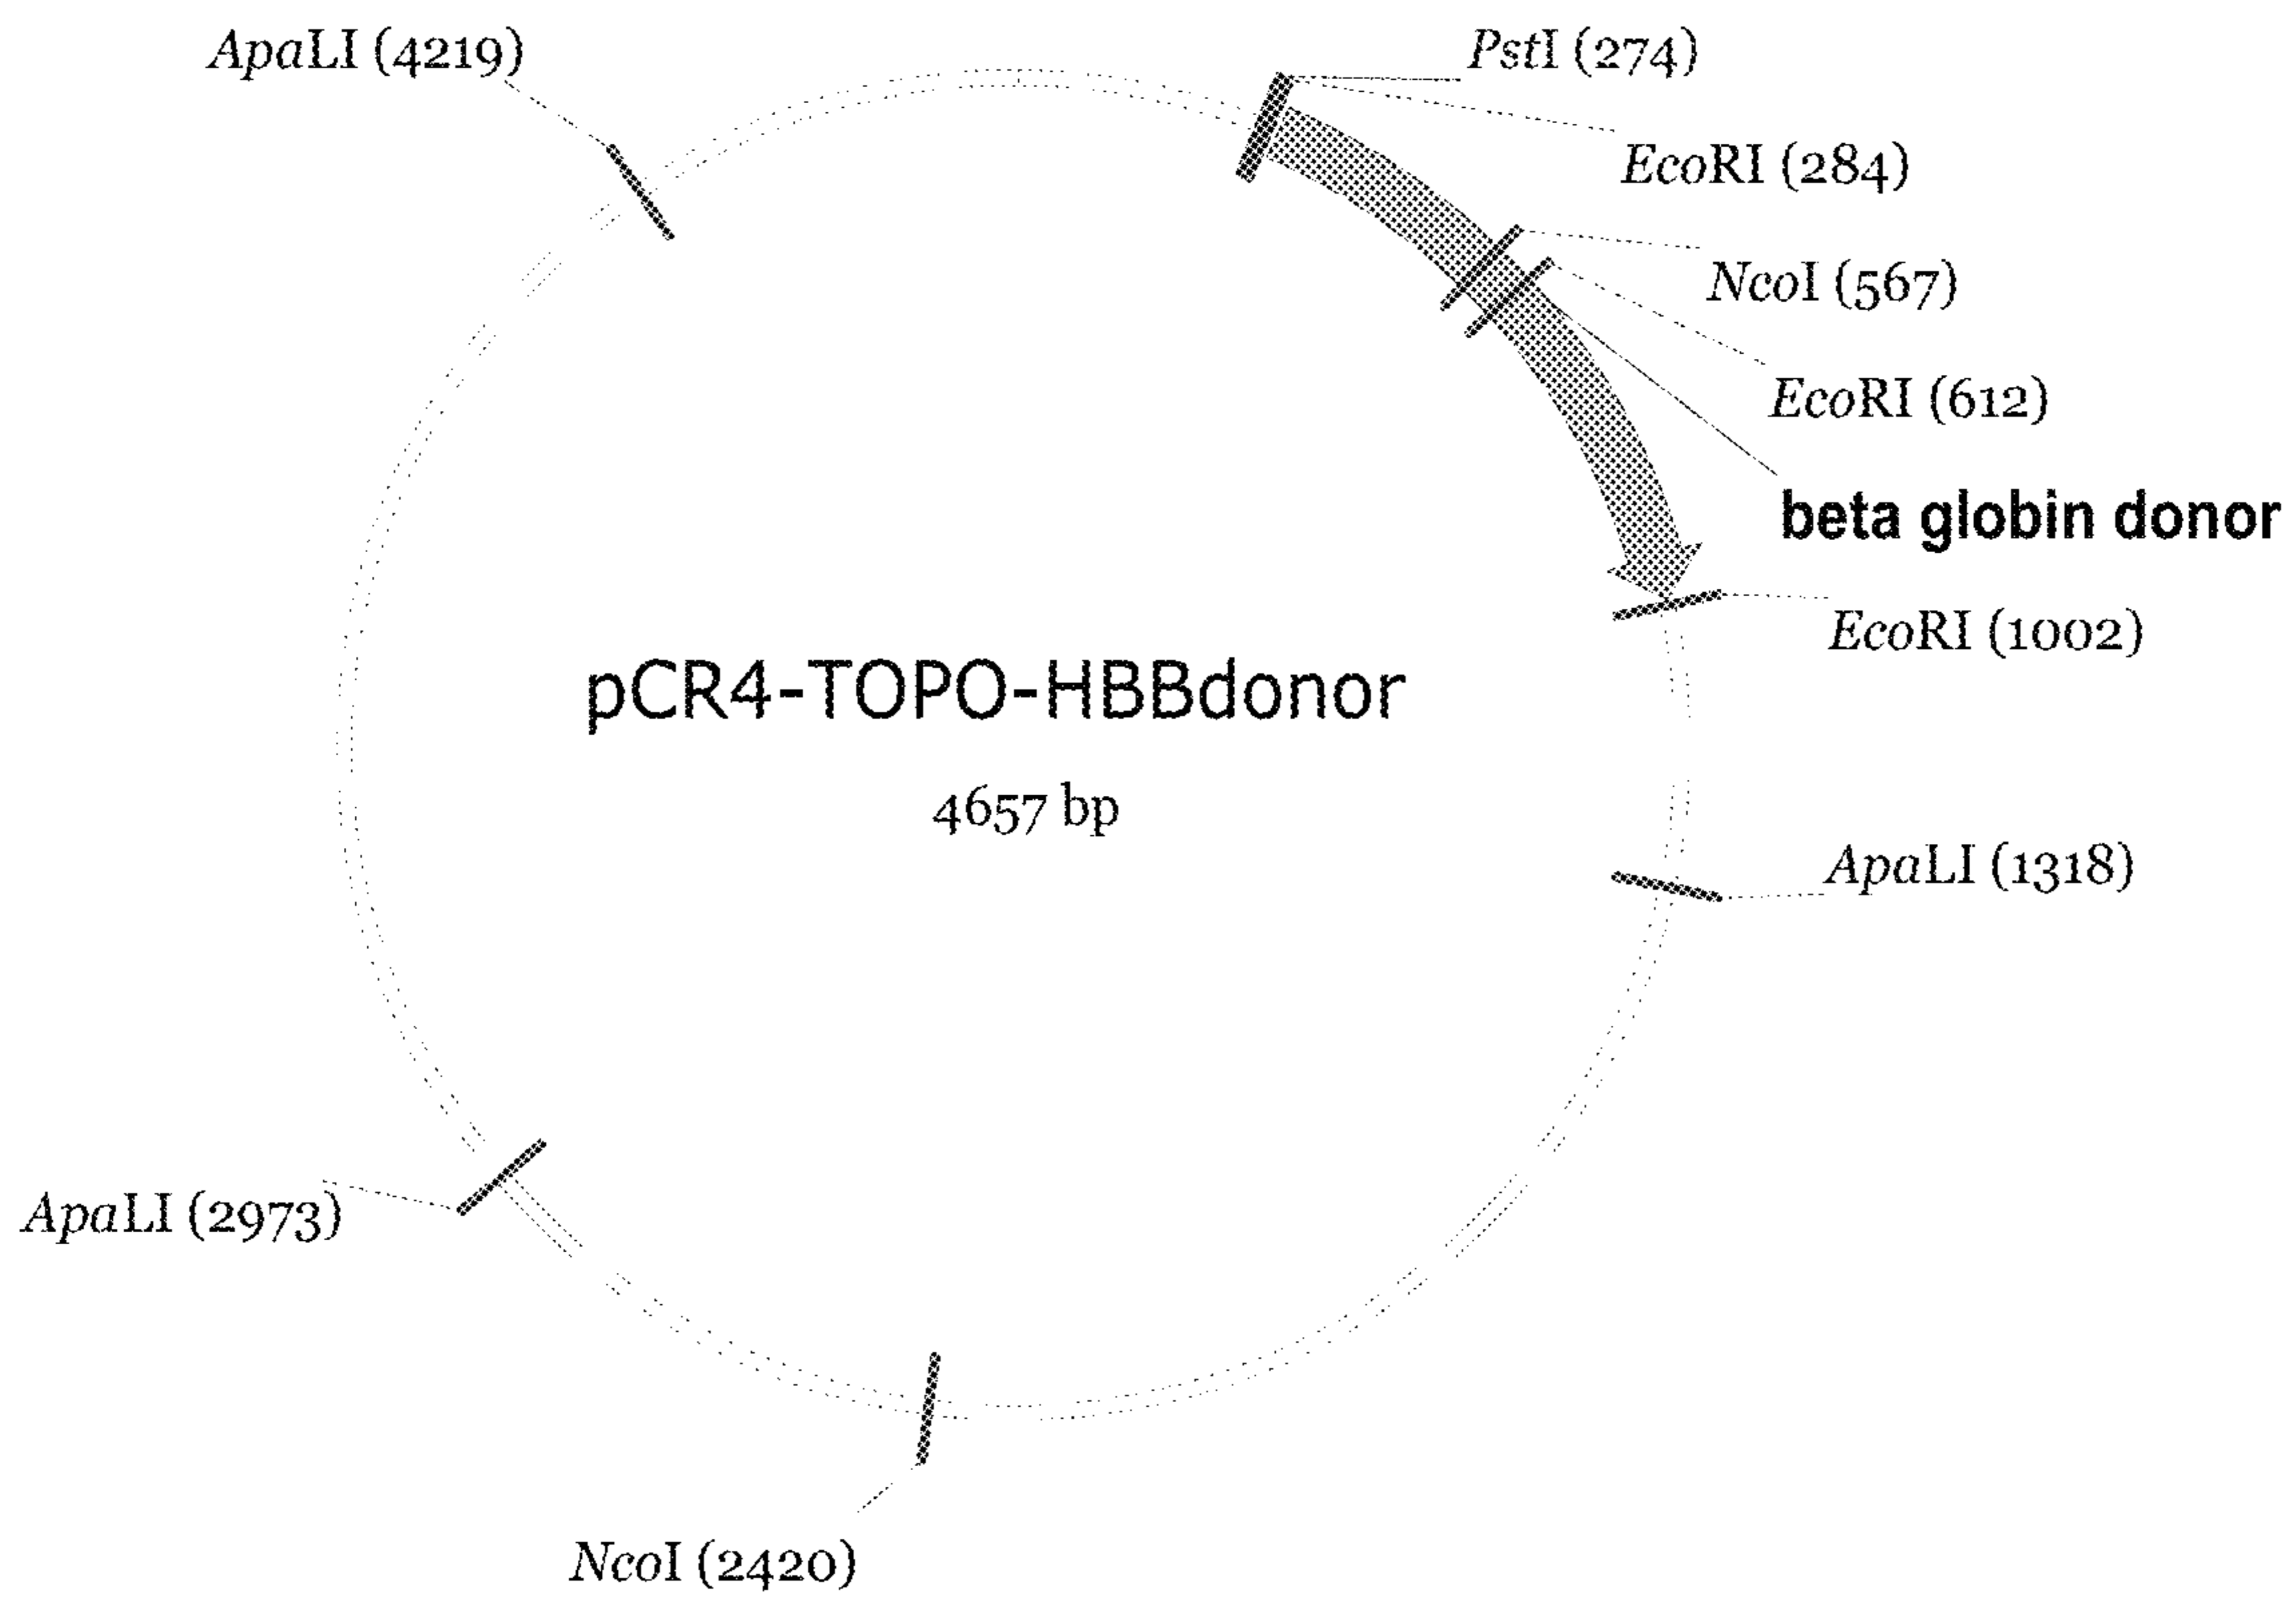 ApaLI (4219)
PstI (274)
EcoRI (284)
NcoI (567)
EcoRI (612)
beta globin donor
EcoRI (1002)
pCR4-TOPO-HBBdonor
4657 bp
ApaLI (1318)
ApaLI (2973)
NcoI (2420)